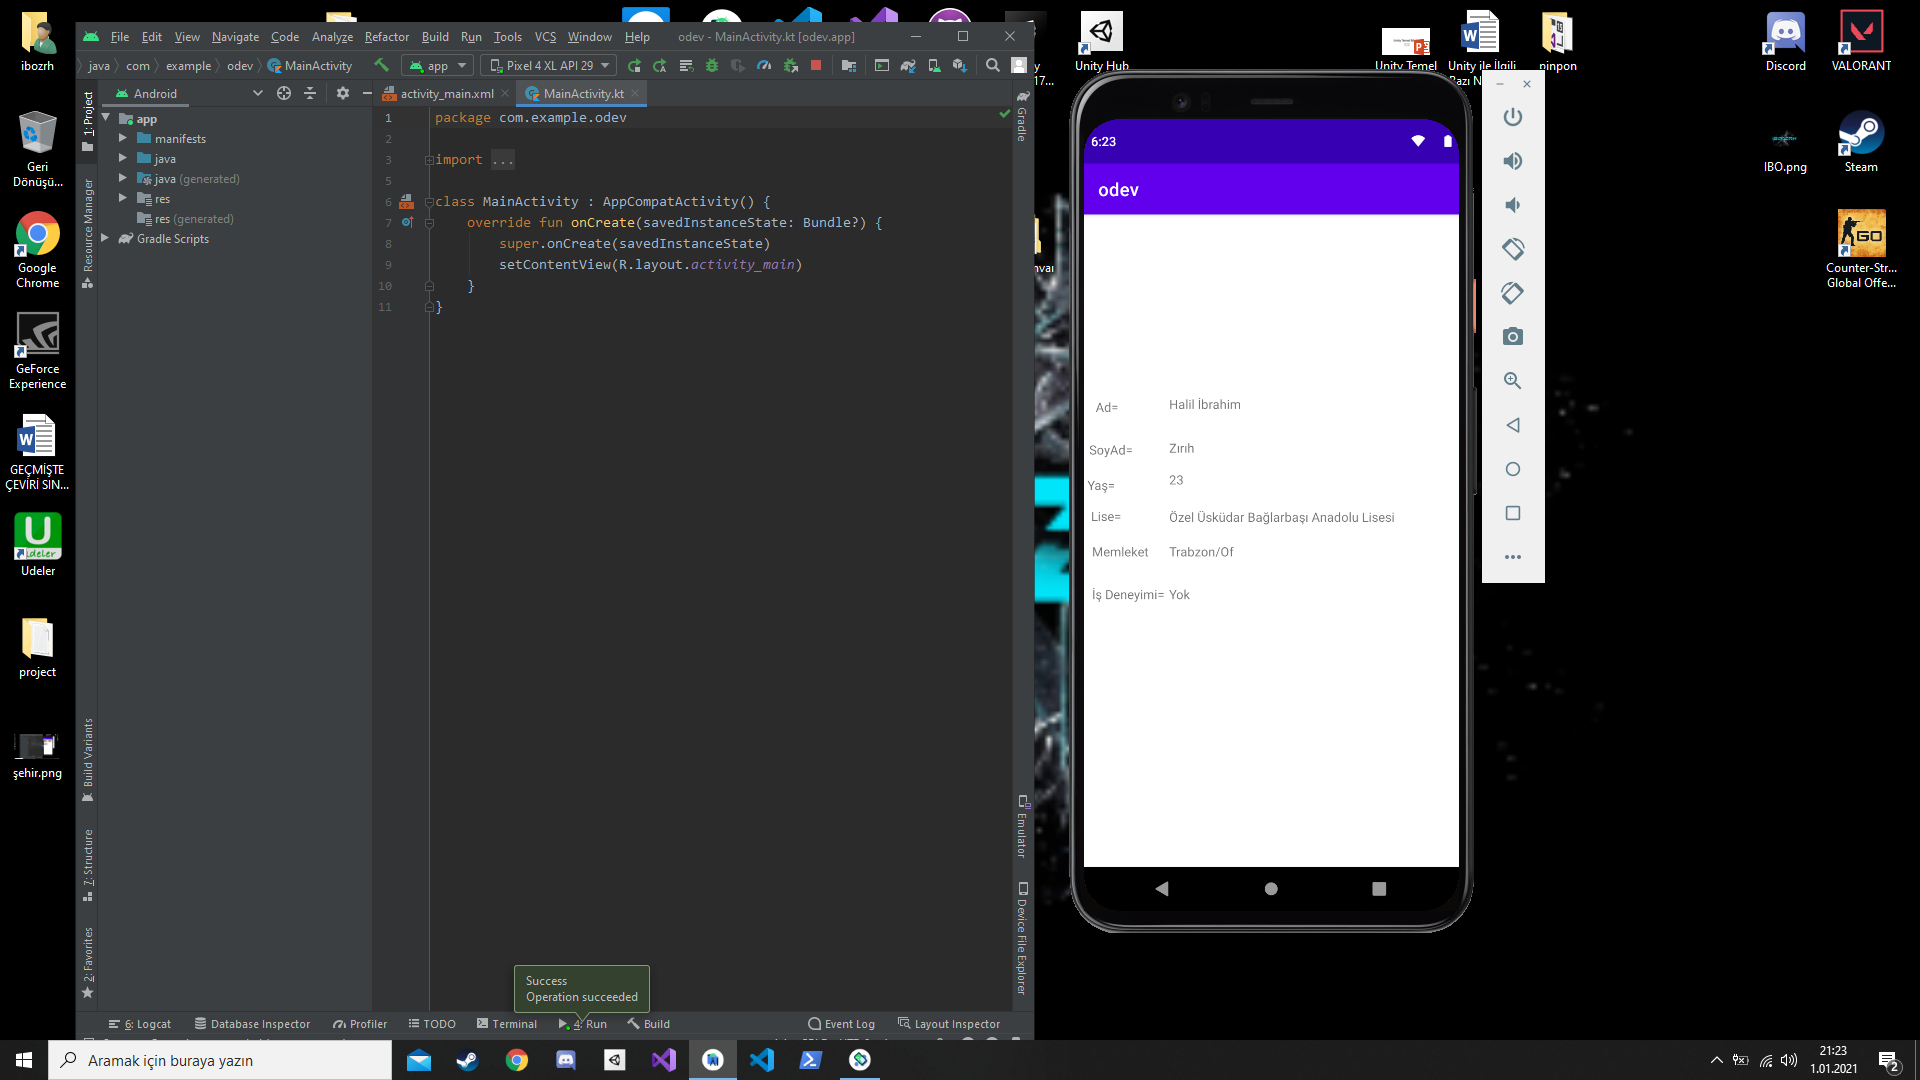 ibozrh
Geri
Dönüşü...
Google
Chrome
GeForce
Experience
GEÇMİŞTE
ÇEVİRİ SIN...
Udeler
project
şehir.png
File Edit View Navigate Code Analyze Refactor Build Run Tools VCS Window Help odev - MainActivity.kt [odev.app]
java com example odev MainActivity app Pixel 4 XL API 29
Android
activity_main.xml MainActivity.kt
1: Project
Resource Manager
Build Variants
7: Structure
2: Favorites
app
manifests
java
java (generated)
res
res (generated)
Gradle Scripts
1 package com.example.odev
2
3 import ...
5
6 class MainActivity : AppCompatActivity() {
7 override fun onCreate(savedInstanceState: Bundle?) {
8 super.onCreate(savedInstanceState)
9 setContentView(R.layout.activity_main)
10 }
11 }
Gradle
Emulator
Device File Explorer
Success
Operation succeeded
6: Logcat Database Inspector Profiler TODO Terminal 4: Run Build Event Log Layout Inspector
Unity Hub
Unity Temel
Unity ile İlgili
pinpon
Discord
VALORANT
IBO.png
Steam
GO
Counter-Str...
Global Offe...
6:23
odev
Ad= Halil İbrahim
SoyAd= Zırıh
Yaş= 23
Lise= Özel Üsküdar Bağlarbaşı Anadolu Lisesi
Memleket Trabzon/Of
İş Deneyimi= Yok
Aramak için buraya yazın
21:23
1.01.2021
2